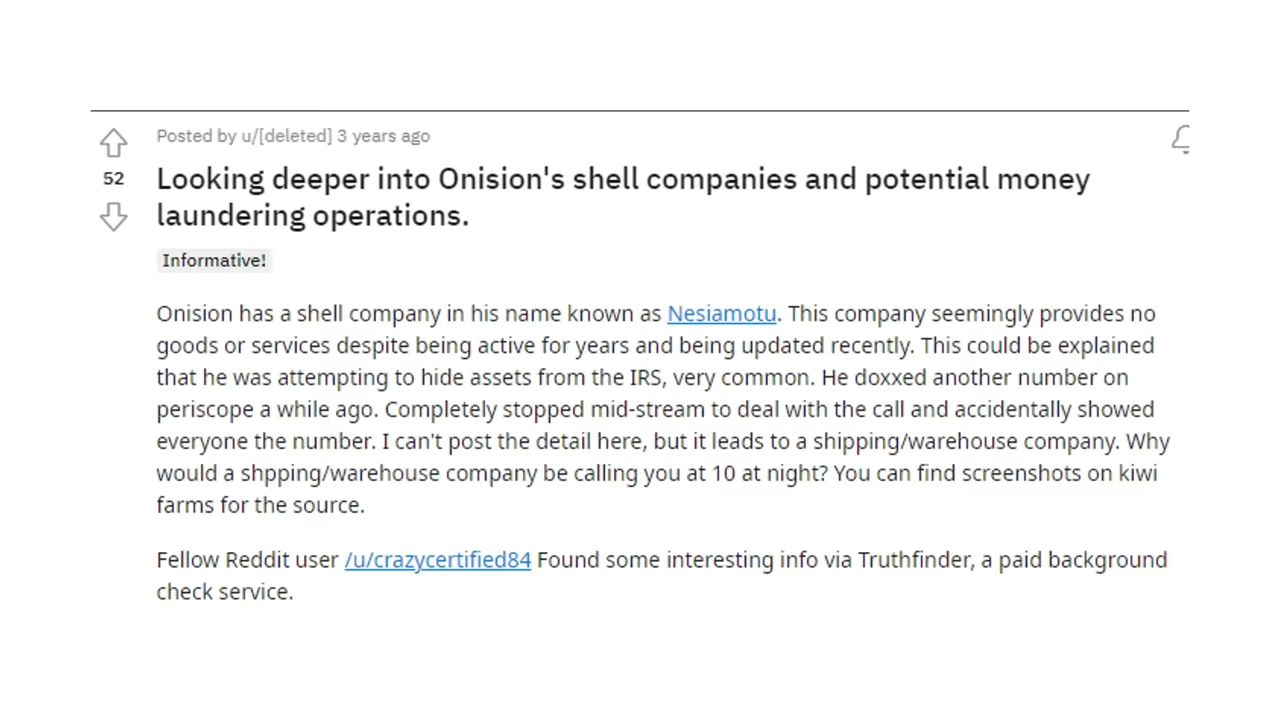 Posted by u/[deleted] 3 years ago
52
Looking deeper into Onision's shell companies and potential money
laundering operations.
Informative!
Onision has a shell company in his name known as Nesiamotu. This company seemingly provides no
goods or services despite being active for years and being updated recently. This could be explained
that he was attempting to hide assets from the IRS, very common. He doxxed another number on
periscope a while ago. Completely stopped mid-stream to deal with the call and accidentally showed
everyone the number. I can't post the detail here, but it leads to a shipping/warehouse company. Why
would a shpping/warehouse company be calling you at 10 at night? You can find screenshots on kiwi
farms for the source.
Fellow Reddit user /u/crazycertified84 Found some interesting info via Truthfinder, a paid background
check service.